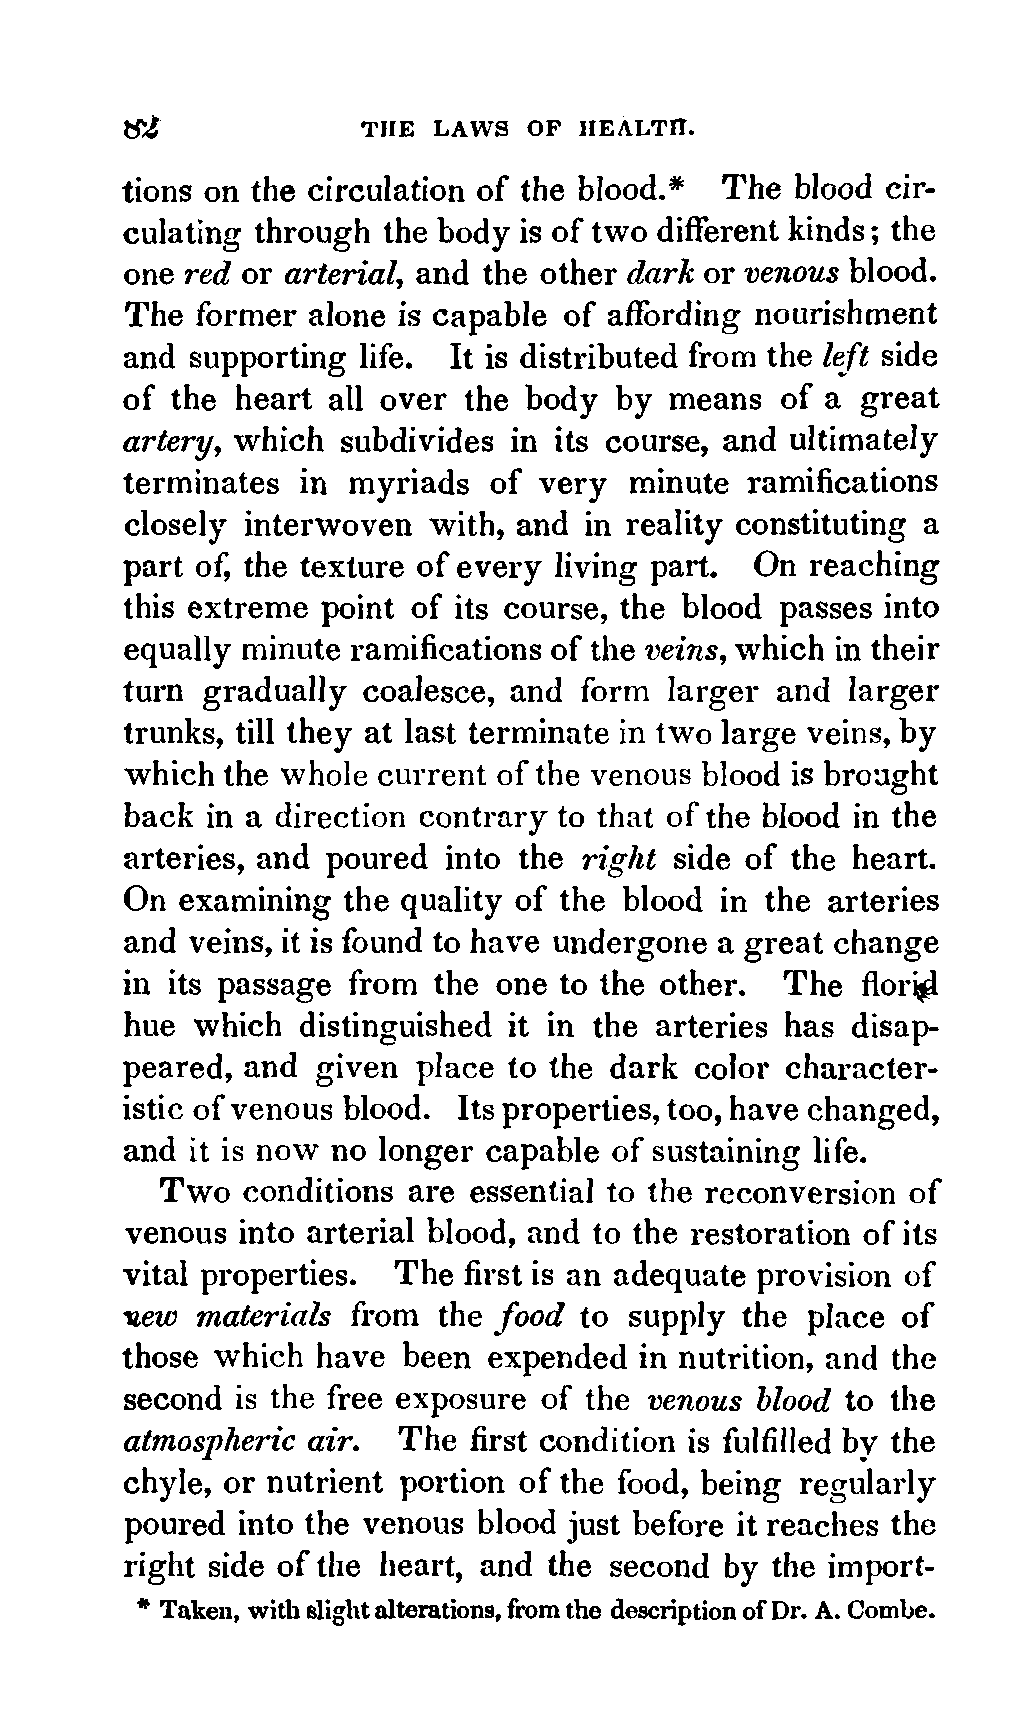 82 THE LAWS OF HEALTH.
tions on the circulation of the blood.* The blood cir-
culating through the body is of two different kinds; the
one red or arterial, and the other dark or venous blood.
The former alone is capable of affording nourishment
and supporting life. It is distributed from the left side
of the heart all over the body by means of a great
artery, which subdivides in its course, and ultimately
terminates in myriads of very minute ramifications
closely interwoven with, and in reality constituting a
part of, the texture of every living part. On reaching
this extreme point of its course, the blood passes into
equally minute ramifications of the veins, which in their
turn gradually coalesce, and form larger and larger
trunks, till they at last terminate in two large veins, by
which the whole current of the venous blood is brought
back in a direction contrary to that of the blood in the
arteries, and poured into the right side of the heart.
On examining the quality of the blood in the arteries
and veins, it is found to have undergone a great change
in its passage from the one to the other. The florid
hue which distinguished it in the arteries has disap-
peared, and given place to the dark color character-
istic of venous blood. Its properties, too, have changed,
and it is now no longer capable of sustaining life.
Two conditions are essential to the reconversion of
venous into arterial blood, and to the restoration of its
vital properties. The first is an adequate provision of
new materials from the food to supply the place of
those which have been expended in nutrition, and the
second is the free exposure of the venous blood to the
atmospheric air. The first condition is fulfilled by the
chyle, or nutrient portion of the food, being regularly
poured into the venous blood just before it reaches the
right side of the heart, and the second by the import-
* Taken, with slight alterations, from the description of Dr. A. Combe.